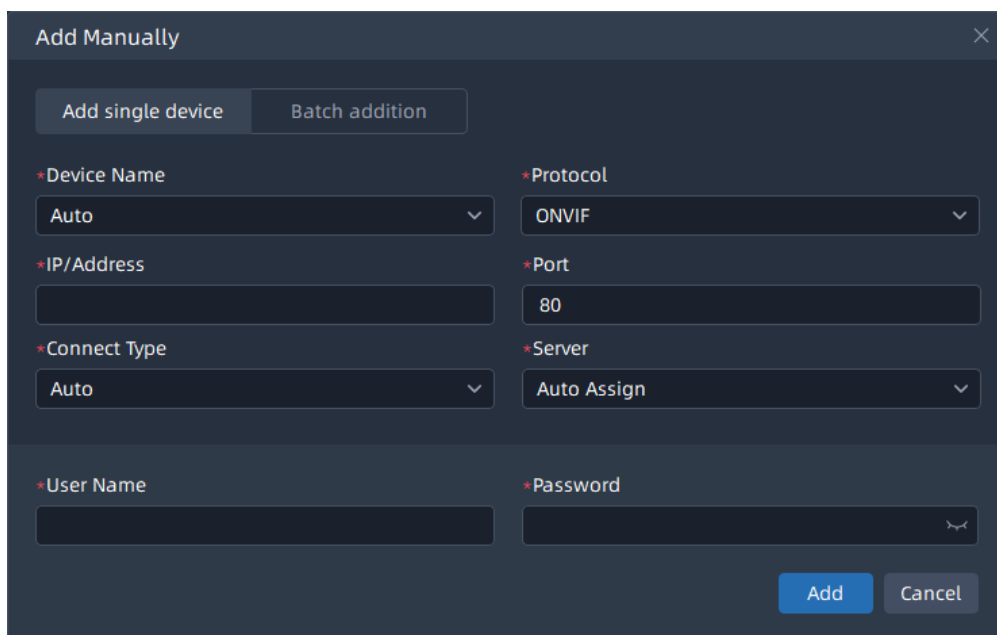 Add Manually
Add single device Batch addition
*Device Name *Protocol
Auto ONVIF
*IP/Address *Port
80
*Connect Type *Server
Auto Auto Assign
*User Name *Password
Add Cancel